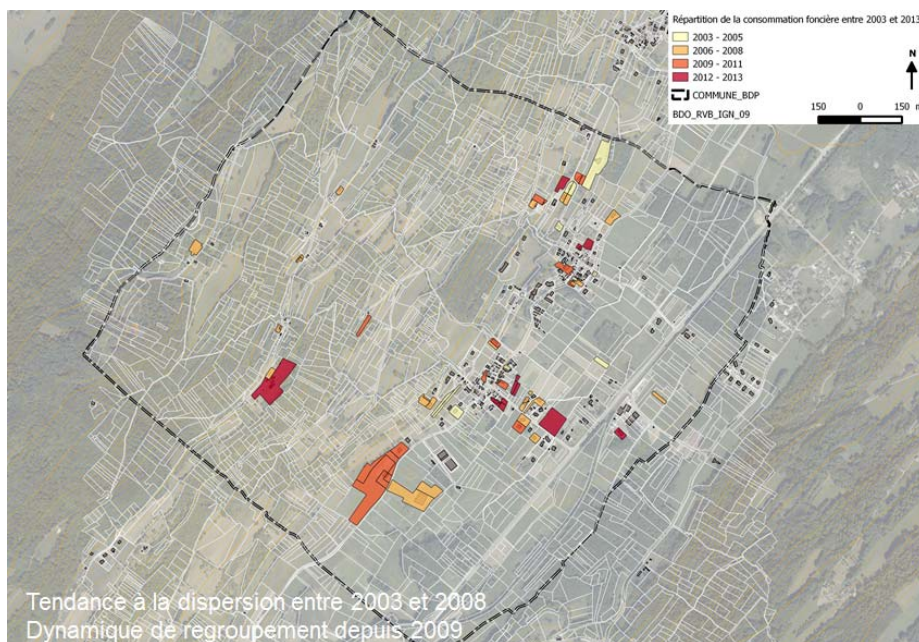 Répartition de la consommation foncière entre 2003 et 2013
2003 - 2005
2006 - 2008
2009 - 2011
2012 - 2013
COMMUNE_BDP
BDO_RVB_IGN_09
N
150 0 150 m
Tendance à la dispersion entre 2003 et 2008
Dynamique de regroupement depuis 2009